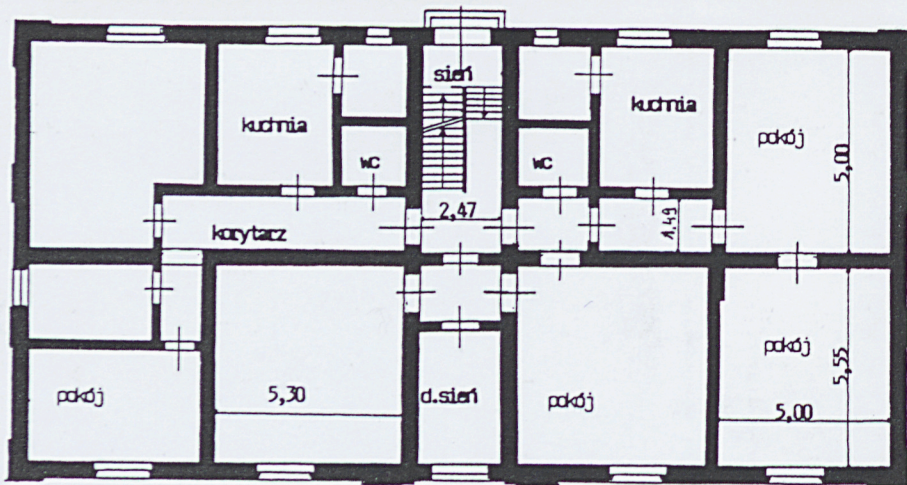 sień
kuchnia
kuchnia
pokój
5,00
wc
wc
2,47
1,49
korytarz
pokój
5,55
5,30
pokój
d.sień
pokój
5,00